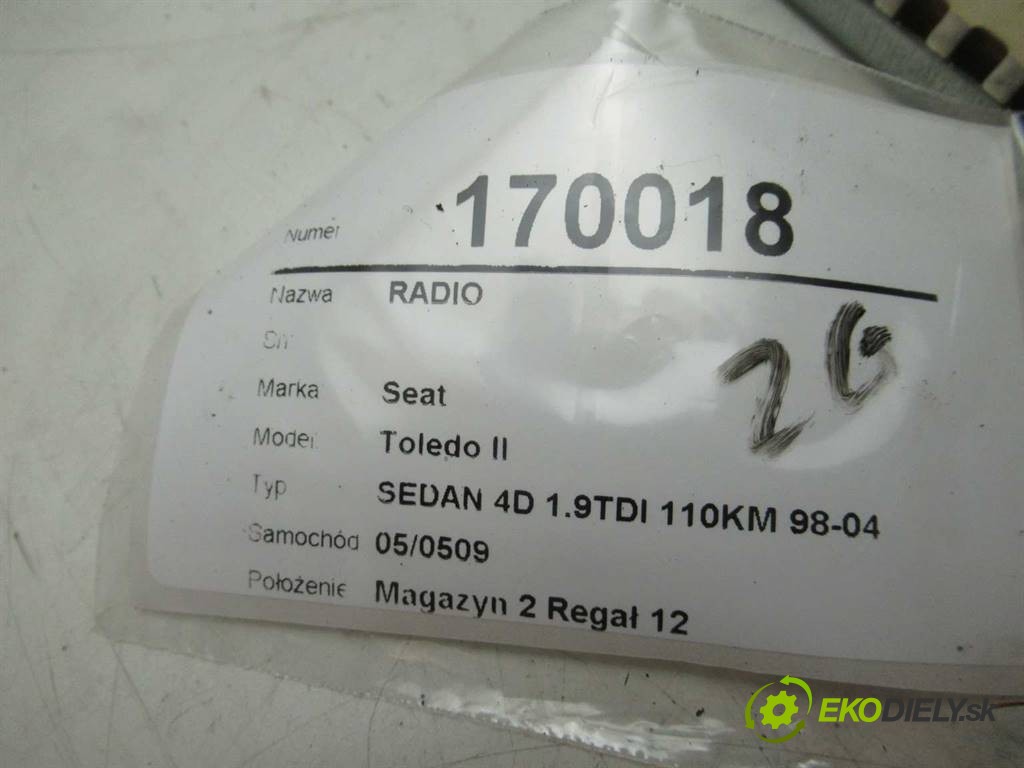 Numer 170018
Nazwa RADIO
Marka Seat
Model Toledo II
Typ SEDAN 4D 1.9TDI 110KM 98-04
Samochód 05/0509
Położenie Magazyn 2 Regał 12
26
EKODIELY.sk